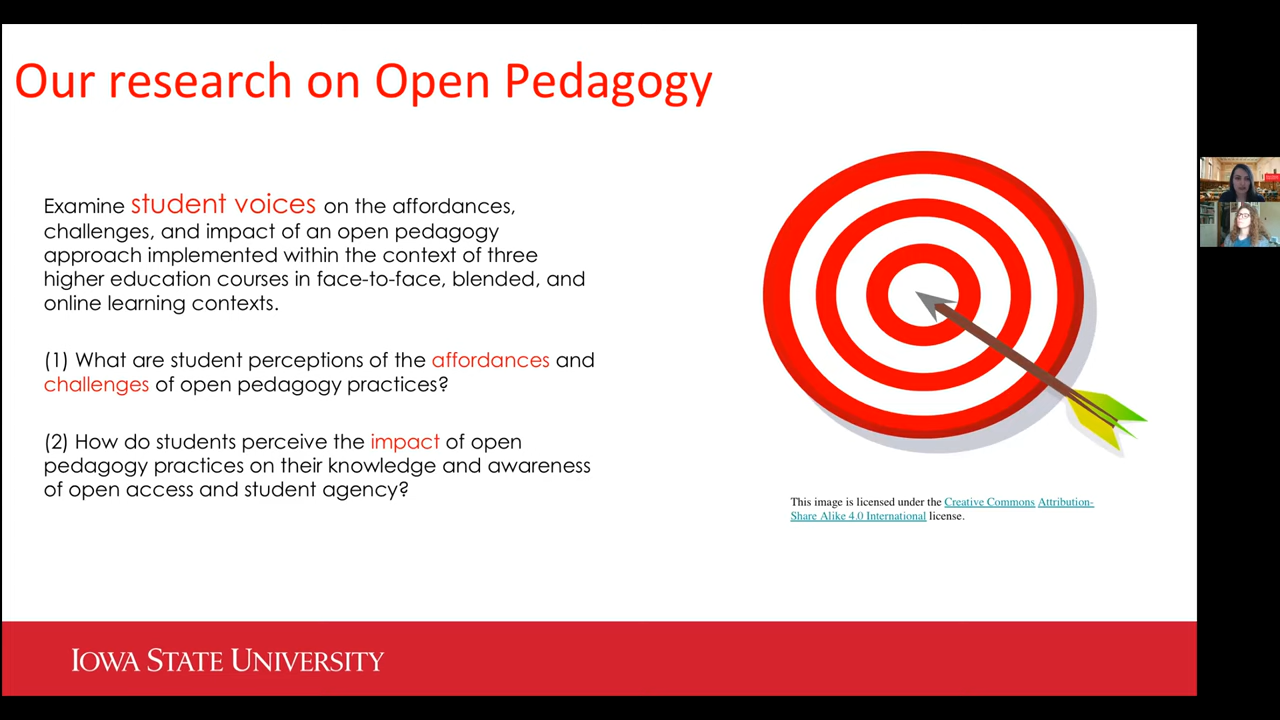 Our research on Open Pedagogy
Examine student voices on the affordances,
challenges, and impact of an open pedagogy
approach implemented within the context of three
higher education courses in face-to-face, blended, and
online learning contexts.
(1) What are student perceptions of the affordances and
challenges of open pedagogy practices?
(2) How do students perceive the impact of open
pedagogy practices on their knowledge and awareness
of open access and student agency?
This image is licensed under the Creative Commons Attribution-
Share Alike 4.0 International license.
IOWA STATE UNIVERSITY